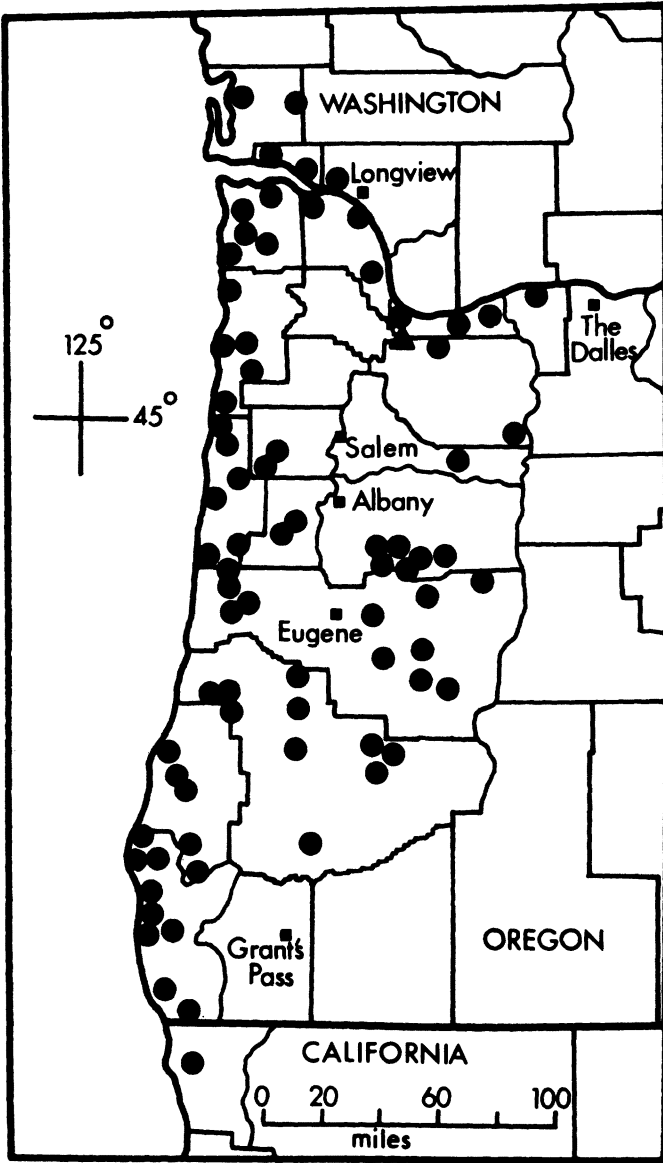 WASHINGTON
Longview
The
Dalles
125°
45°
Salem
Albany
Eugene
Grant's
Pass
OREGON
CALIFORNIA
0 20 60 100
miles